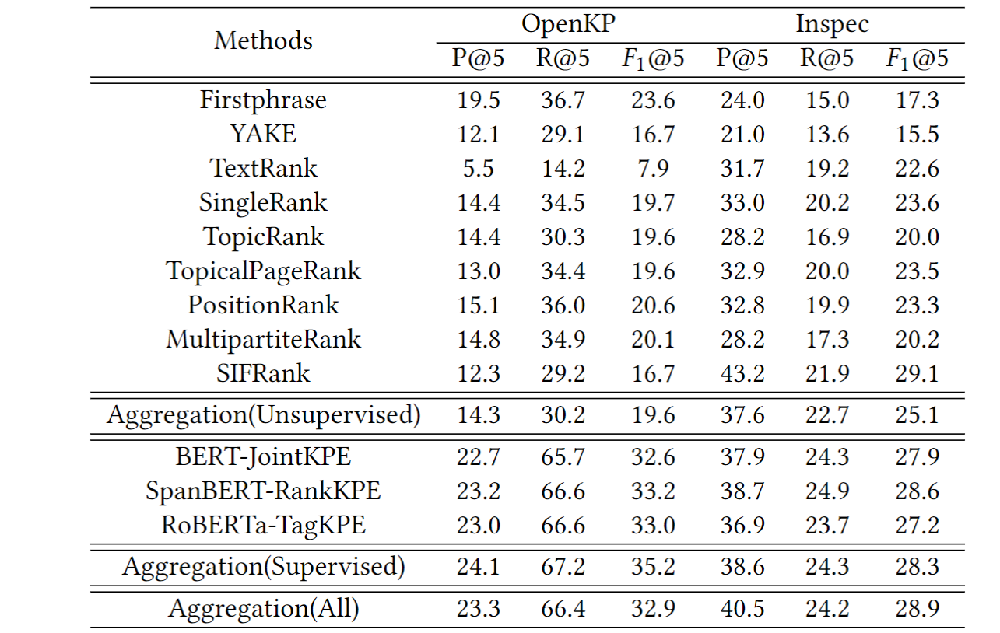 Methods OpenKP Inspec
P@5 R@5 F1@5 P@5 R@5 F1@5
Firstphrase 19.5 36.7 23.6 24.0 15.0 17.3
YAKE 12.1 29.1 16.7 21.0 13.6 15.5
TextRank 5.5 14.2 7.9 31.7 19.2 22.6
SingleRank 14.4 34.5 19.7 33.0 20.2 23.6
TopicRank 14.4 30.3 19.6 28.2 16.9 20.0
TopicalPageRank 13.0 34.4 19.6 32.9 20.0 23.5
PositionRank 15.1 36.0 20.6 32.8 19.9 23.3
MultipartiteRank 14.8 34.9 20.1 28.2 17.3 20.2
SIFRank 12.3 29.2 16.7 43.2 21.9 29.1
Aggregation(Unsupervised) 14.3 30.2 19.6 37.6 22.7 25.1
BERT-JointKPE 22.7 65.7 32.6 37.9 24.3 27.9
SpanBERT-RankKPE 23.2 66.6 33.2 38.7 24.9 28.6
RoBERTa-TagKPE 23.0 66.6 33.0 36.9 23.7 27.2
Aggregation(Supervised) 24.1 67.2 35.2 38.6 24.3 28.3
Aggregation(All) 23.3 66.4 32.9 40.5 24.2 28.9